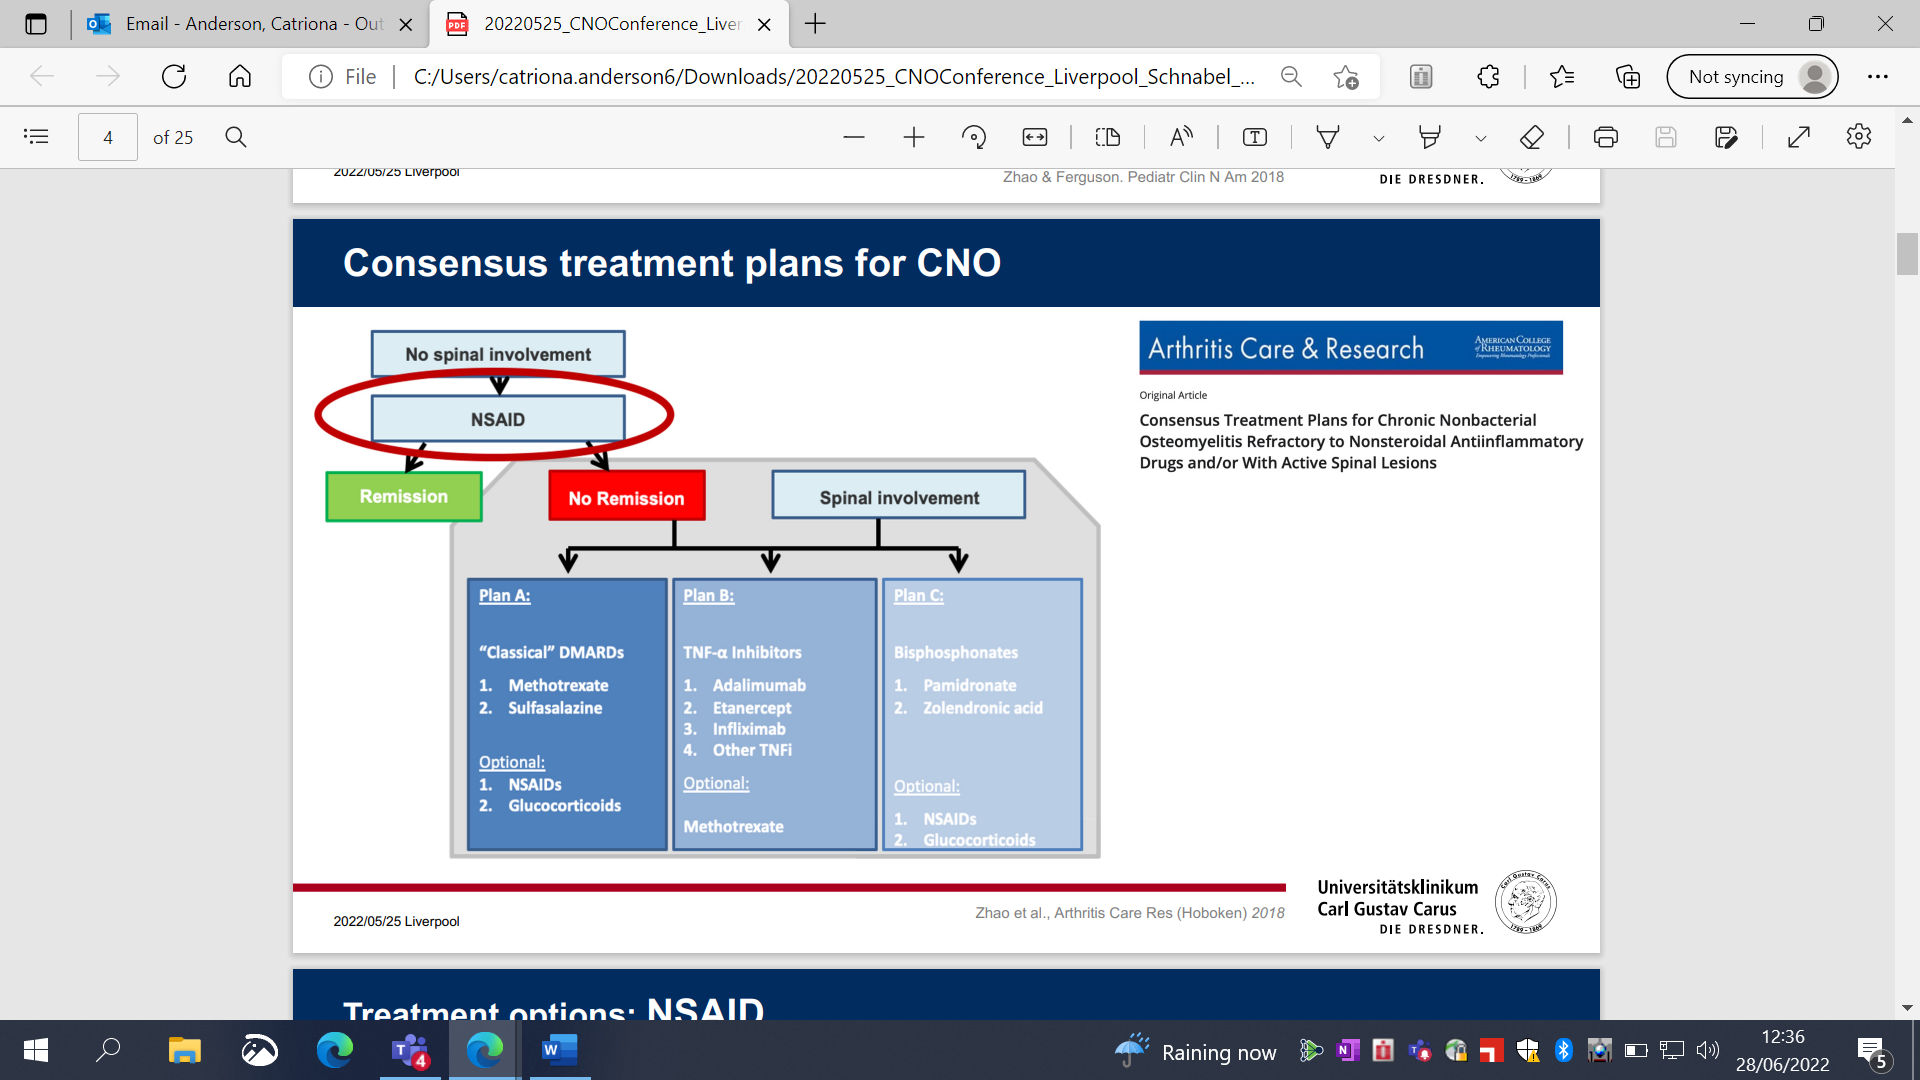 Email - Anderson, Catriona - Out
20220525_CNOConference_Liver
File
C:/Users/catriona.anderson6/Downloads/20220525_CNOConference_Liverpool_Schnabel_...
Not syncing
4
of 25
2022/05/25 Liverpool
Zhao & Ferguson. Pediatr Clin N Am 2018
DIE DRESDNER.
Consensus treatment plans for CNO
No spinal involvement
NSAID
Remission
No Remission
Spinal involvement
Plan A:
"Classical" DMARDs
1. Methotrexate
2. Sulfasalazine
Optional:
1. NSAIDs
2. Glucocorticoids
Plan B:
TNF-α Inhibitors
1. Adalimumab
2. Etanercept
3. Infliximab
4. Other TNFi
Optional:
Methotrexate
Plan C:
Bisphosphonates
1. Pamidronate
2. Zolendronic acid
Optional:
1. NSAIDs
2. Glucocorticoids
Arthritis Care & Research
AMERICAN COLLEGE
of RHEUMATOLOGY
Empowering Rheumatology Professionals
Original Article
Consensus Treatment Plans for Chronic Nonbacterial
Osteomyelitis Refractory to Nonsteroidal Antiinflammatory
Drugs and/or With Active Spinal Lesions
2022/05/25 Liverpool
Zhao et al., Arthritis Care Res (Hoboken) 2018
Universitätsklinikum
Carl Gustav Carus
DIE DRESDNER.
Treatment options: NSAID
Raining now
12:36
28/06/2022